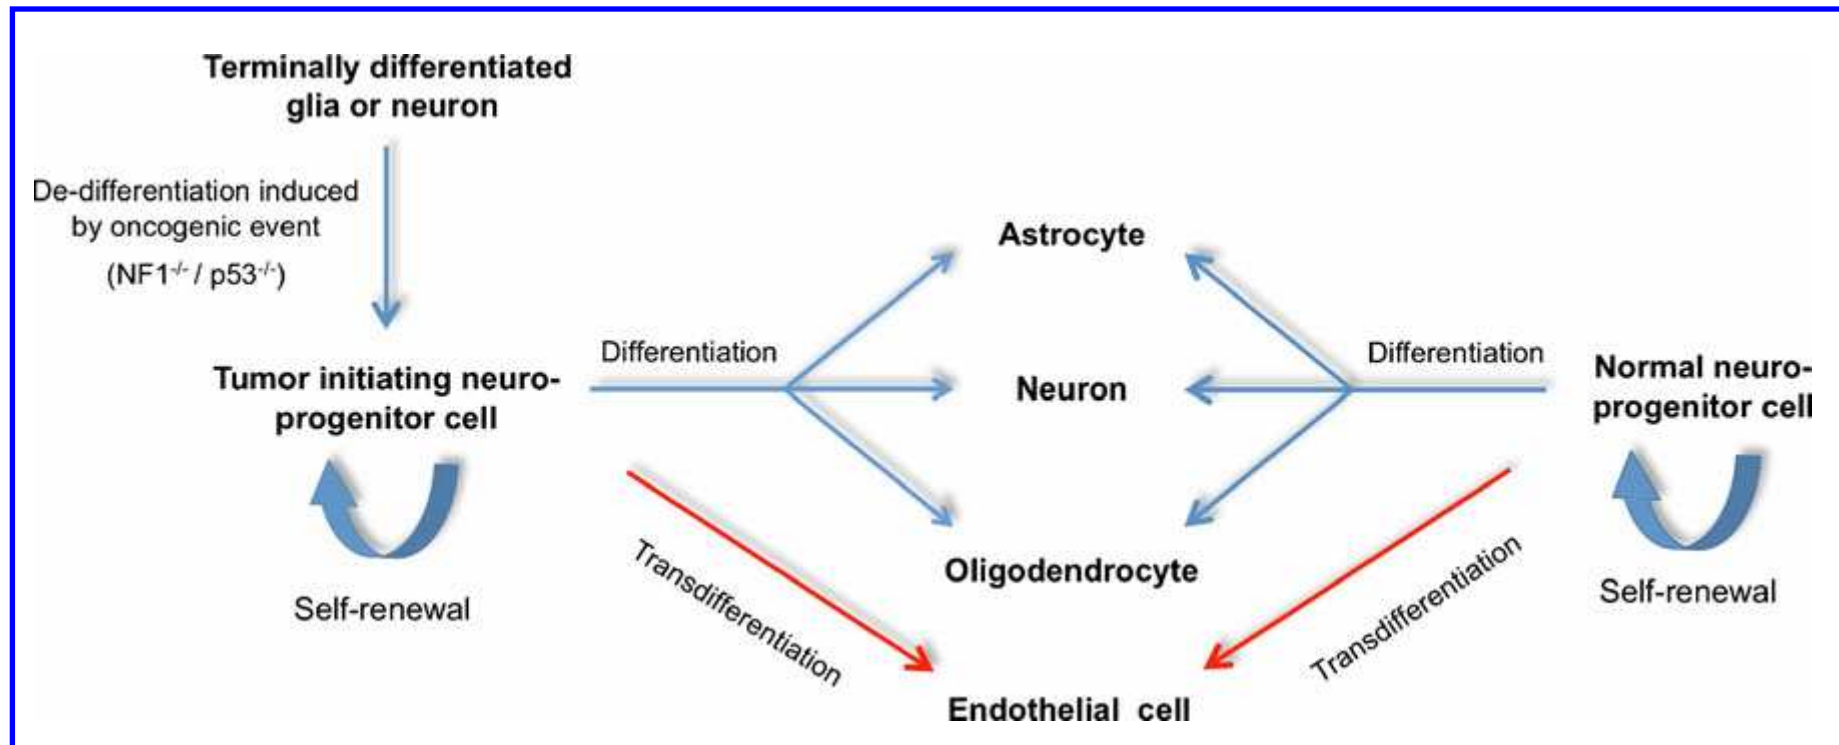 Terminally differentiated
glia or neuron
De-differentiation induced
by oncogenic event
(NF1-/- / p53-/-)
Tumor initiating neuro-
progenitor cell
Self-renewal
Differentiation
Transdifferentiation
Astrocyte
Neuron
Oligodendrocyte
Endothelial cell
Differentiation
Transdifferentiation
Normal neuro-
progenitor cell
Self-renewal